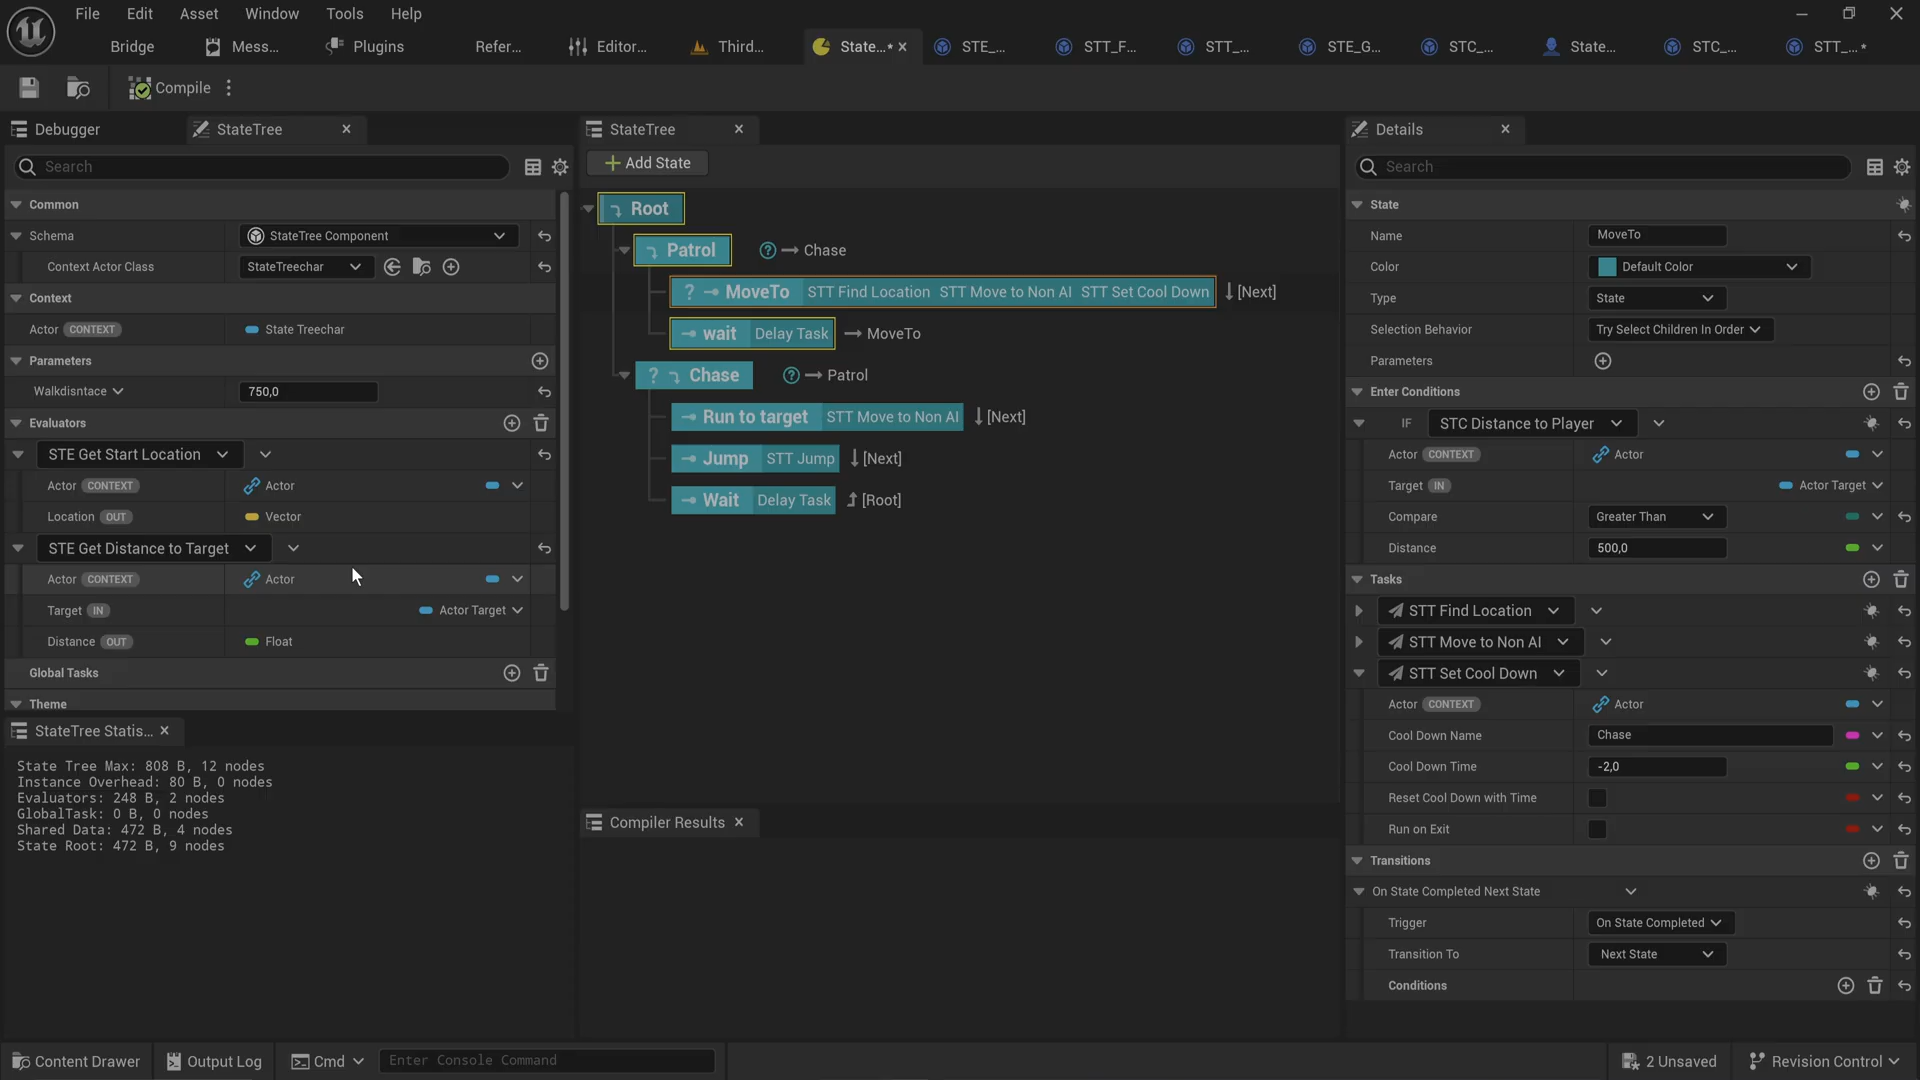 File Edit Asset Window Tools Help
Bridge Mess... Plugins Refer... Editor... Third... State...* STE_... STT_F... STT_... STE_G... STC_... State... STC_... STT_...*
Compile
Debugger StateTree
Search
Common
Schema StateTree Component
Context Actor Class StateTreechar
Context
Actor CONTEXT State Treechar
Parameters
Walkdisntace 750,0
Evaluators
STE Get Start Location
Actor CONTEXT Actor
Location OUT Vector
STE Get Distance to Target
Actor CONTEXT Actor
Target IN Actor Target
Distance OUT Float
Global Tasks
Theme
StateTree Statis...
State Tree Max: 808 B, 12 nodes
Instance Overhead: 80 B, 0 nodes
Evaluators: 248 B, 2 nodes
GlobalTask: 0 B, 0 nodes
Shared Data: 472 B, 4 nodes
State Root: 472 B, 9 nodes
StateTree
Add State
Root
Patrol ? → Chase
? MoveTo STT Find Location STT Move to Non AI STT Set Cool Down [Next]
wait Delay Task → MoveTo
? Chase ? → Patrol
Run to target STT Move to Non AI [Next]
Jump STT Jump [Next]
Wait Delay Task [Root]
Compiler Results
Details
Search
State
Name MoveTo
Color Default Color
Type State
Selection Behavior Try Select Children In Order
Parameters
Enter Conditions
IF STC Distance to Player
Actor CONTEXT Actor
Target IN Actor Target
Compare Greater Than
Distance 500,0
Tasks
STT Find Location
STT Move to Non AI
STT Set Cool Down
Actor CONTEXT Actor
Cool Down Name Chase
Cool Down Time -2,0
Reset Cool Down with Time
Run on Exit
Transitions
On State Completed Next State
Trigger On State Completed
Transition To Next State
Conditions
Content Drawer Output Log Cmd Enter Console Command 2 Unsaved Revision Control